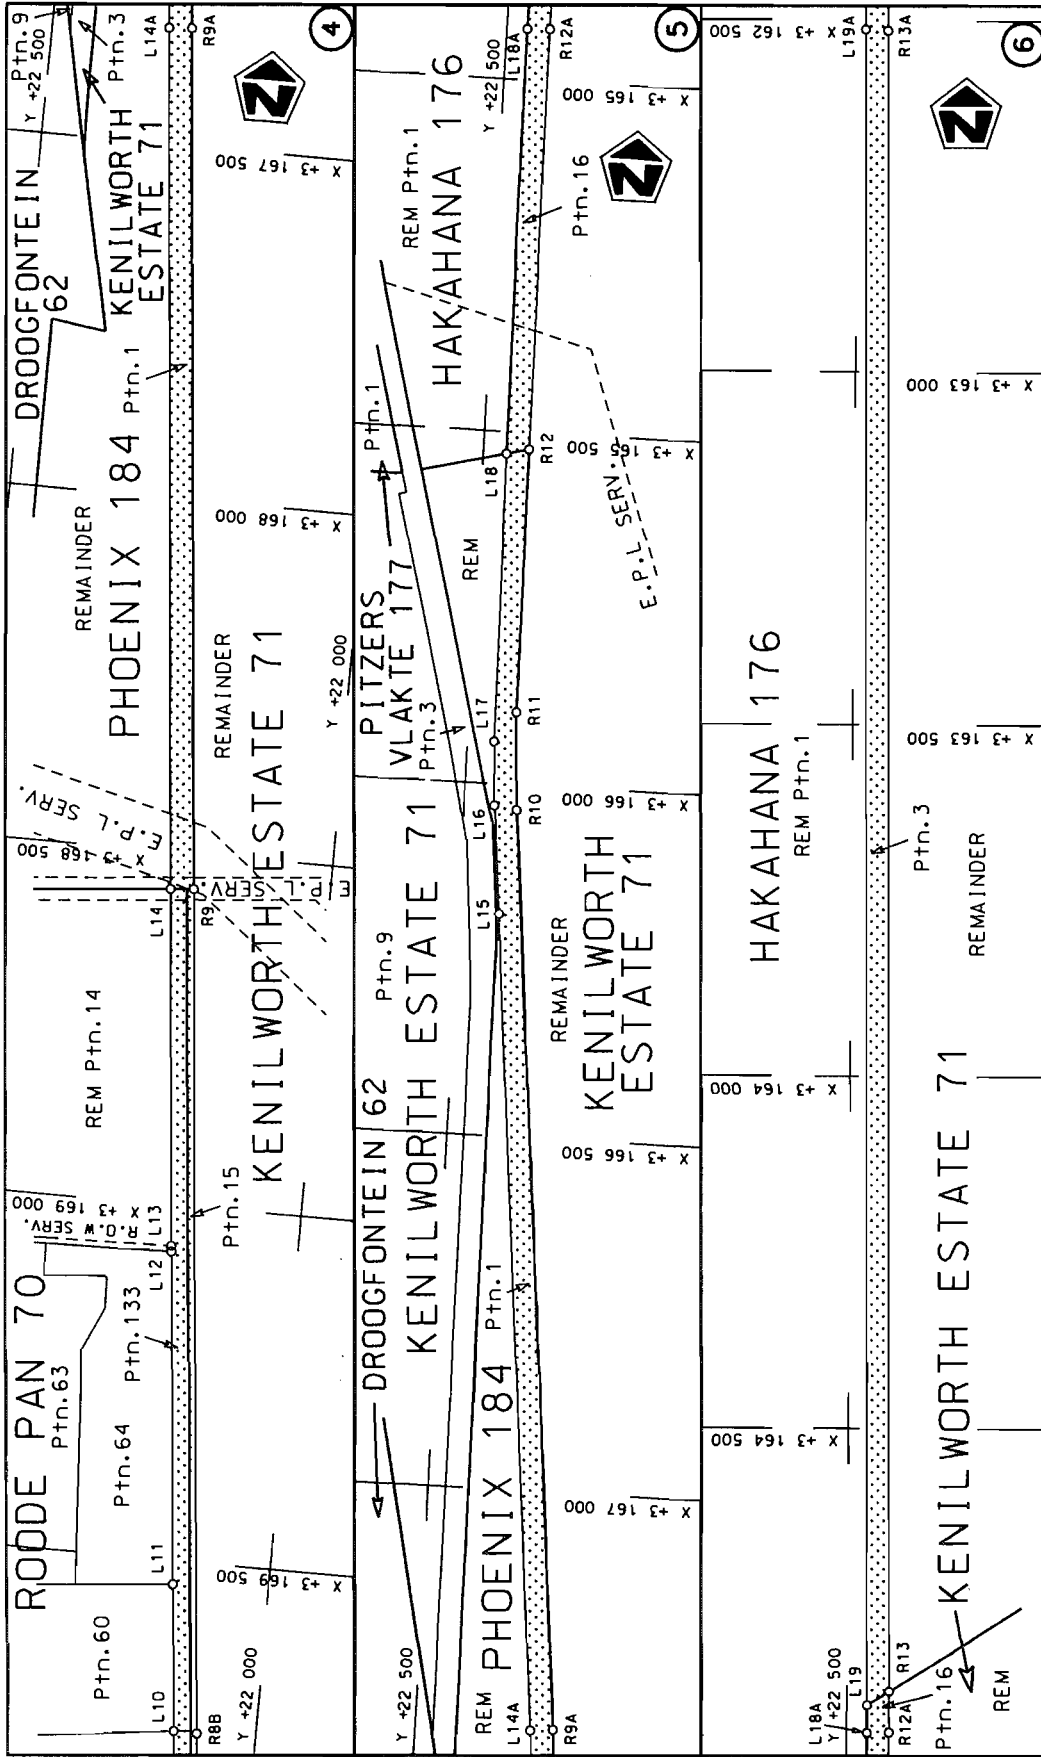 ROODE PAN 70
Ptn.63
Ptn.60
Ptn.64
Ptn.133
R.O.W SERV.
X +3 169 000
REM Ptn.14
X +3 168 500
E.P.L SERV.
REMAINDER
PHOENIX 184
Ptn.1
DROOGFONTEIN
62
Ptn.9
Y +22 500
Ptn.3
KENILWORTH
ESTATE 71
L10
L11
L12
L13
L14
L14A
R8B
R9
R9A
Ptn.15
E.P.L SERV.
KENILWORTH ESTATE 71
REMAINDER
Y +22 000
X +3 169 500
Y +22 000
X +3 168 000
X +3 167 500
N
4
DROOGFONTEIN 62
Ptn.9
KENILWORTH ESTATE 71
Ptn.3
PITZERS
VLAKTE 177
Ptn.1
REM
REM Ptn.1
HAKAHANA 176
Y +22 500
Y +22 500
REM
PHOENIX 184
Ptn.1
L14A
L15
L16
L17
L18
L18A
R9A
R10
R11
R12
R12A
Ptn.16
REMAINDER
KENILWORTH
ESTATE 71
E.P.L SERV.
X +3 167 000
X +3 166 500
X +3 166 000
X +3 165 500
X +3 165 000
N
5
X +3 164 500
X +3 164 000
HAKAHANA 176
REM Ptn.1
X +3 162 500
L18A
Y +22 500
L19
L19A
R12A
R13
R13A
Ptn.16
REM
Ptn.3
KENILWORTH ESTATE 71
REMAINDER
X +3 163 500
X +3 163 000
N
6